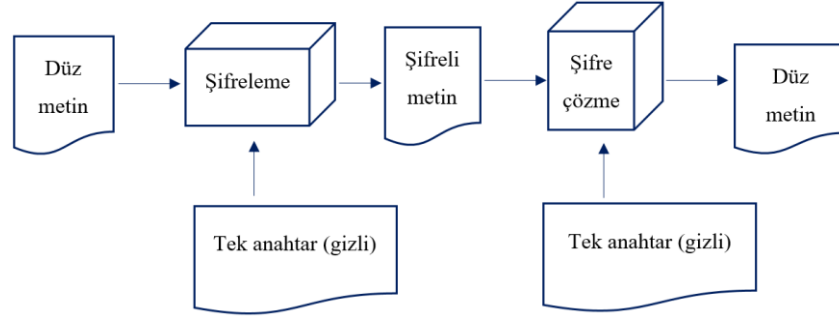 Düz
metin
Şifreleme
Şifreli
metin
Şifre
çözme
Düz
metin
Tek anahtar (gizli)
Tek anahtar (gizli)